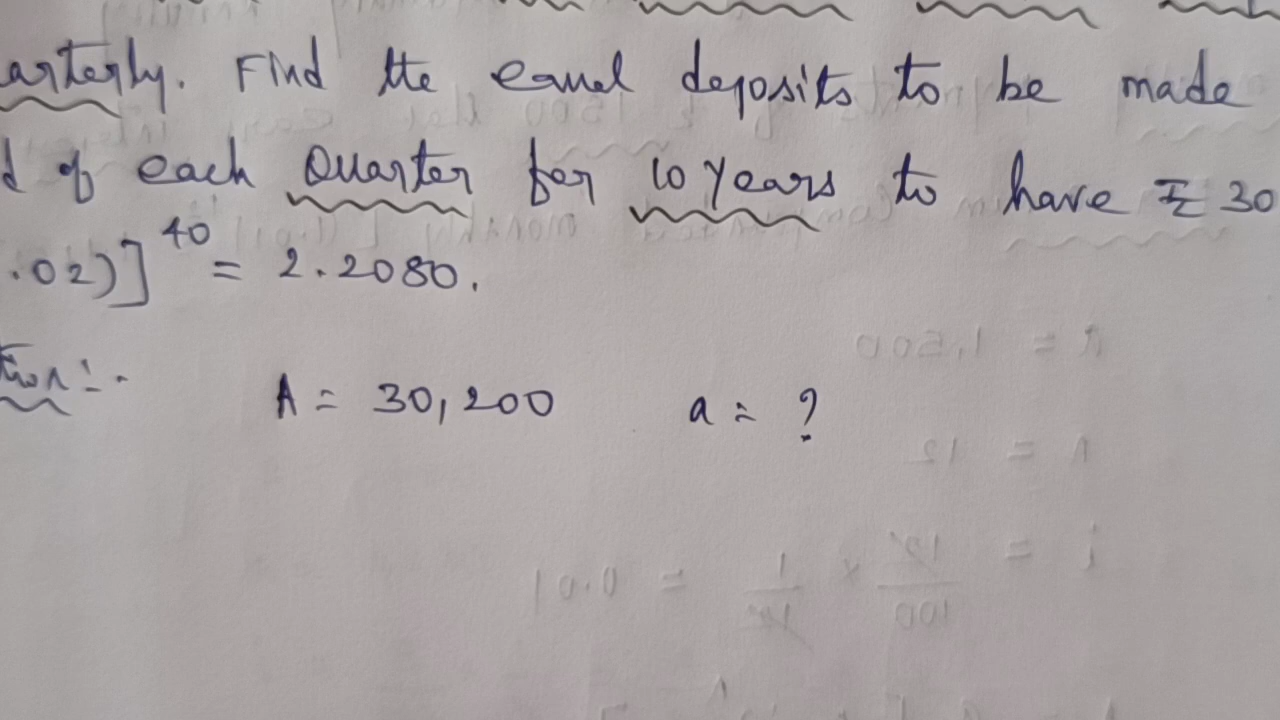 arterly. Find the equal deposits to be made
d of each Quarter for 10 Years to have ₹ 30
.02)]⁴⁰ = 2.2080.
tion:-
A = 30,200 a = ?